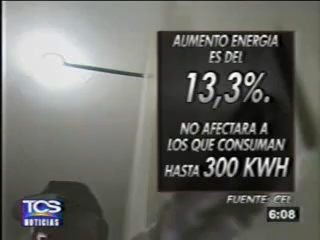 AUMENTO ENERGIA
ES DEL
13,3%.
NO AFECTARA A
LOS QUE CONSUMAN
HASTA 300 KWH
FUENTE: CEL
TCS
NOTICIAS
6:08